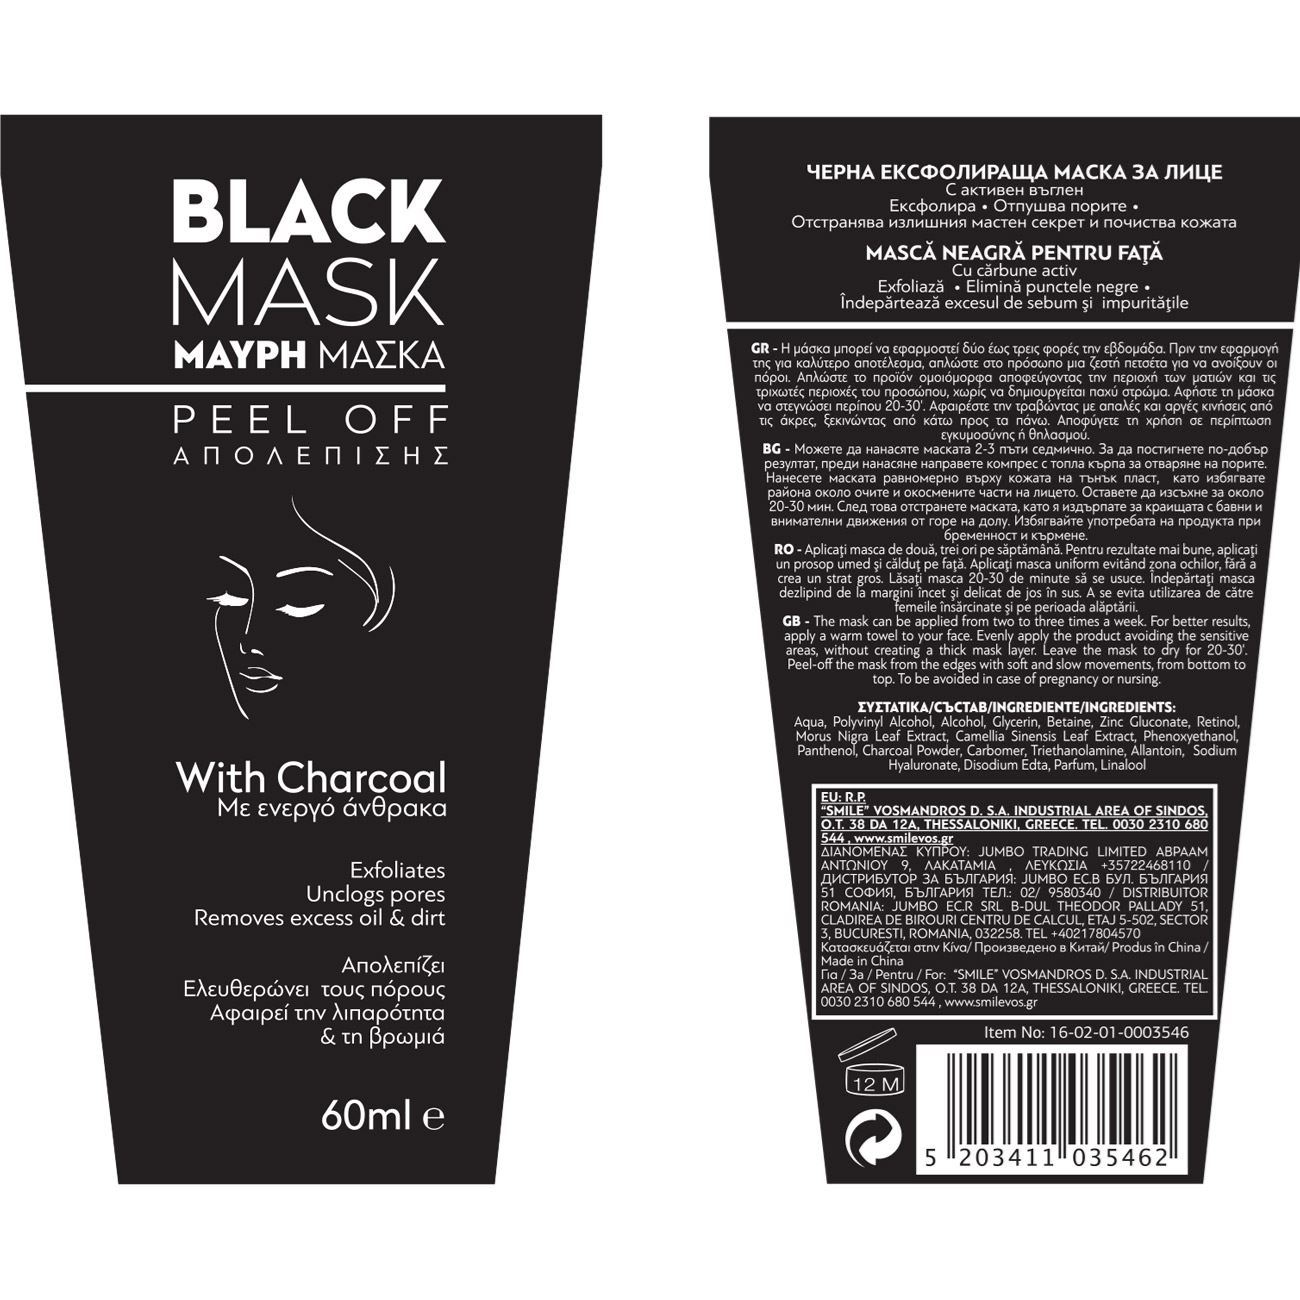 BLACK
MASK
ΜΑΥΡΗ ΜΑΣΚΑ
PEEL OFF
ΑΠΟΛΕΠΙΣΗΣ
With Charcoal
Με ενεργό άνθρακα
Exfoliates
Unclogs pores
Removes excess oil & dirt
Απολεπίζει
Ελευθερώνει τους πόρους
Αφαιρεί την λιπαρότητα
& τη βρωμιά
60ml ℮
ЧЕРНА ЕКСФОЛИРАЩА МАСКА ЗА ЛИЦЕ
С активен въглен
Ексфолира • Отпушва порите •
Отстранява излишния мастен секрет и почиства кожата
MASCĂ NEAGRĂ PENTRU FAŢĂ
Cu cărbune activ
Exfoliază • Elimină punctele negre •
Îndepărtează excesul de sebum şi impurităţile
GR - Η μάσκα μπορεί να εφαρμοστεί δύο έως τρεις φορές την εβδομάδα. Πριν την εφαρμογή
της για καλύτερο αποτέλεσμα, απλώστε στο πρόσωπο μια ζεστή πετσέτα για να ανοίξουν οι
πόροι. Απλώστε το προϊόν ομοιόμορφα αποφεύγοντας την περιοχή των ματιών και τις
τριχωτές περιοχές του προσώπου, χωρίς να δημιουργείται παχύ στρώμα. Αφήστε τη μάσκα
να στεγνώσει περίπου 20-30'. Αφαιρέστε την τραβώντας με απαλές και αργές κινήσεις από
τις άκρες, ξεκινώντας από κάτω προς τα πάνω. Αποφύγετε τη χρήση σε περίπτωση
εγκυμοσύνης ή θηλασμού.
BG - Можете да нанасяте маската 2-3 пъти седмично. За да постигнете по-добър
резултат, преди нанасяне направете компрес с топла кърпа за отваряне на порите.
Нанесете маската равномерно върху кожата на тънък пласт, като избягвате
района около очите и окосмените части на лицето. Оставете да изсъхне за около
20-30 мин. След това отстранете маската, като я издърпате за краищата с бавни и
внимателни движения от горе на долу. Избягвайте употребата на продукта при
бременност и кърмене.
RO - Aplicaţi masca de două, trei ori pe săptămână. Pentru rezultate mai bune, aplicaţi
un prosop umed şi călduţ pe faţă. Aplicaţi masca uniform evitând zona ochilor, fără a
crea un strat gros. Lăsaţi masca 20-30 de minute să se usuce. Îndepărtaţi masca
dezlipind de la margini încet şi delicat de jos în sus. A se evita utilizarea de către
femeile însărcinate şi pe perioada alăptării.
GB - The mask can be applied from two to three times a week. For better results,
apply a warm towel to your face. Evenly apply the product avoiding the sensitive
areas, without creating a thick mask layer. Leave the mask to dry for 20-30'.
Peel-off the mask from the edges with soft and slow movements, from bottom to
top. To be avoided in case of pregnancy or nursing.
ΣΥΣΤΑΤΙΚΑ/СЪСТАВ/INGREDIENTE/INGREDIENTS:
Aqua, Polyvinyl Alcohol, Alcohol, Glycerin, Betaine, Zinc Gluconate, Retinol,
Morus Nigra Leaf Extract, Camellia Sinensis Leaf Extract, Phenoxyethanol,
Panthenol, Charcoal Powder, Carbomer, Triethanolamine, Allantoin, Sodium
Hyaluronate, Disodium Edta, Parfum, Linalool
EU: R.P.
“SMILE” VOSMANDROS D. S.A. INDUSTRIAL AREA OF SINDOS,
O.T. 38 DA 12A, THESSALONIKI, GREECE. TEL. 0030 2310 680
544 , www.smilevos.gr
ΔΙΑΝΟΜΕΑΣ ΚΥΠΡΟΥ: JUMBO TRADING LIMITED ΑΒΡΑΑΜ
ΑΝΤΩΝΙΟΥ 9, ΛΑΚΑΤΑΜΙΑ , ΛΕΥΚΩΣΙΑ +35722468110 /
ДИСТРИБУТОР ЗА БЪЛГАРИЯ: JUMBO EC.B БУЛ. БЪЛГАРИЯ
51 СОФИЯ, БЪЛГАРИЯ ТЕЛ.: 02/ 9580340 / DISTRIBUITOR
ROMANIA: JUMBO EC.R SRL B-DUL THEODOR PALLADY 51,
CLADIREA DE BIROURI CENTRU DE CALCUL, ETAJ 5-502, SECTOR
3, BUCURESTI, ROMANIA, 032258. TEL +40217804570
Κατασκευάζεται στην Κίνα/ Произведено в Китай/ Produs în China /
Made in China
Για / За / Pentru / For: “SMILE” VOSMANDROS D. S.A. INDUSTRIAL
AREA OF SINDOS, O.T. 38 DA 12A, THESSALONIKI, GREECE. TEL.
0030 2310 680 544 , www.smilevos.gr
Item No: 16-02-01-0003546
12 M
5 203411 035462